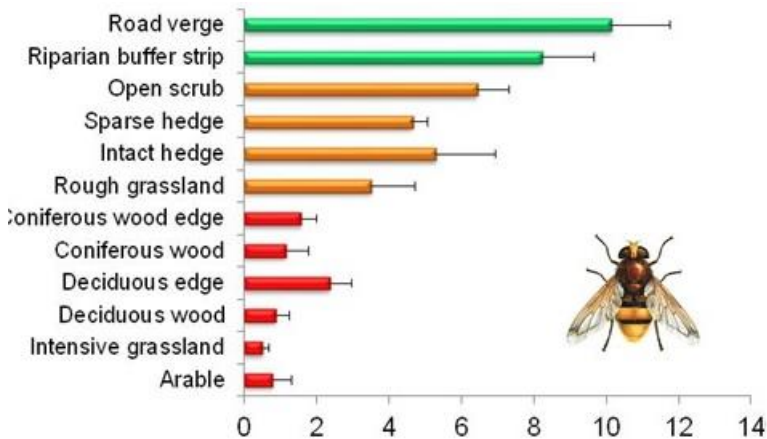 Road verge
Riparian buffer strip
Open scrub
Sparse hedge
Intact hedge
Rough grassland
oniferous wood edge
Coniferous wood
Deciduous edge
Deciduous wood
Intensive grassland
Arable
0 2 4 6 8 10 12 14